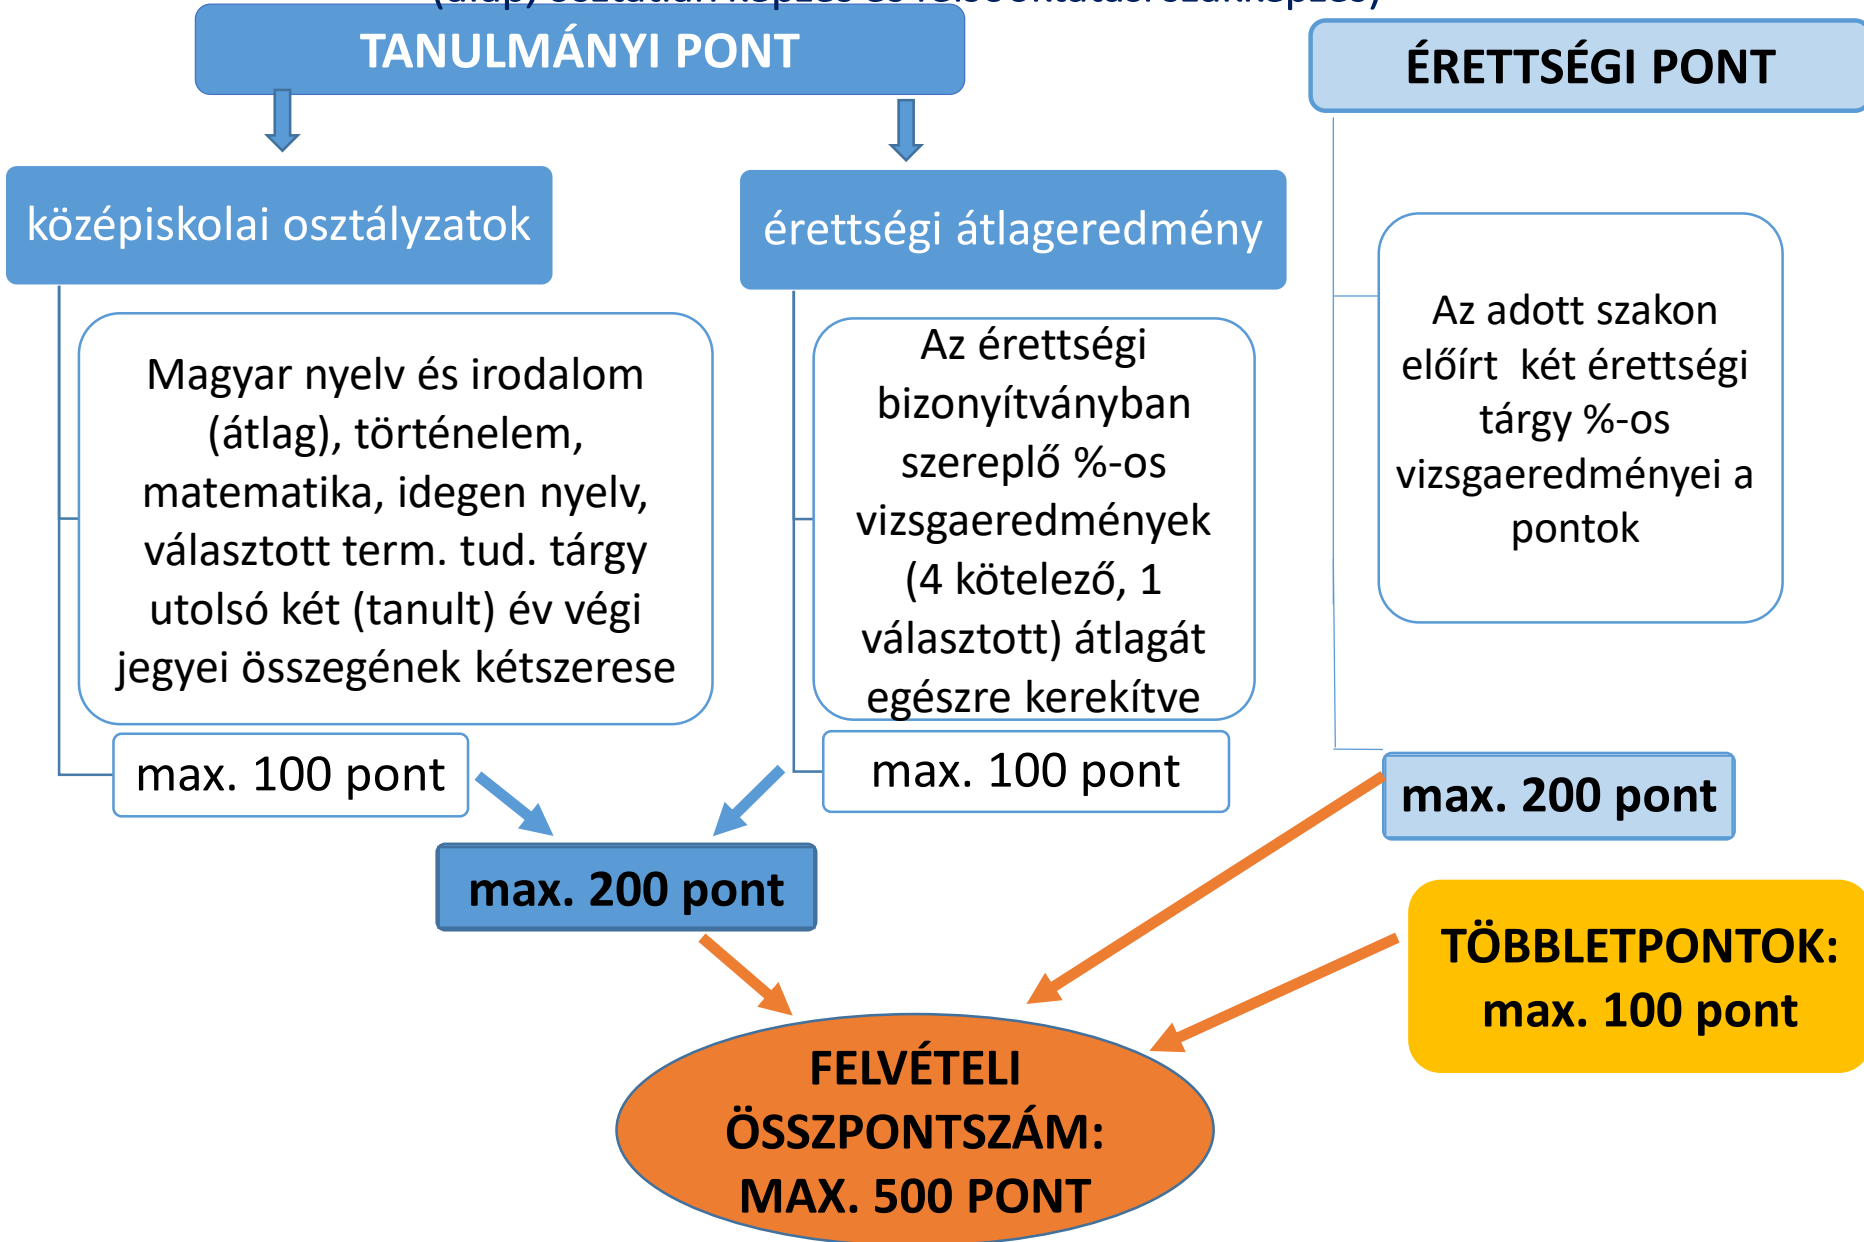 TANULMÁNYI PONT
ÉRETTSÉGI PONT
középiskolai osztályzatok
érettségi átlageredmény
Magyar nyelv és irodalom
(átlag), történelem,
matematika, idegen nyelv,
választott term. tud. tárgy
utolsó két (tanult) év végi
jegyei összegének kétszerese
max. 100 pont
Az érettségi
bizonyítványban
szereplő %-os
vizsgaeredmények
(4 kötelező, 1
választott) átlagát
egészre kerekítve
max. 100 pont
Az adott szakon
előírt két érettségi
tárgy %-os
vizsgaeredményei a
pontok
max. 200 pont
max. 200 pont
TÖBBLETPONTOK:
max. 100 pont
FELVÉTELI
ÖSSZPONTSZÁM:
MAX. 500 PONT